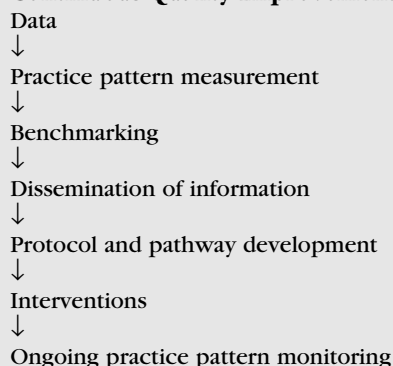 Data
↓
Practice pattern measurement
↓
Benchmarking
↓
Dissemination of information
↓
Protocol and pathway development
↓
Interventions
↓
Ongoing practice pattern monitoring